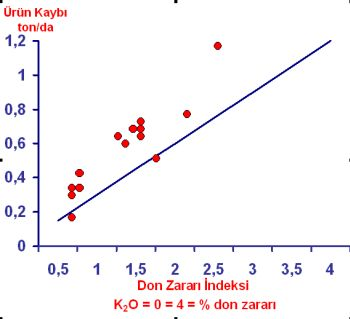 Ürün Kaybı
ton/da
1,2
1
0,8
0,6
0,4
0,2
0
0,5 1 1,5 2 2,5 3 3,5 4
Don Zararı İndeksi
K₂O = 0 = 4 = % don zararı